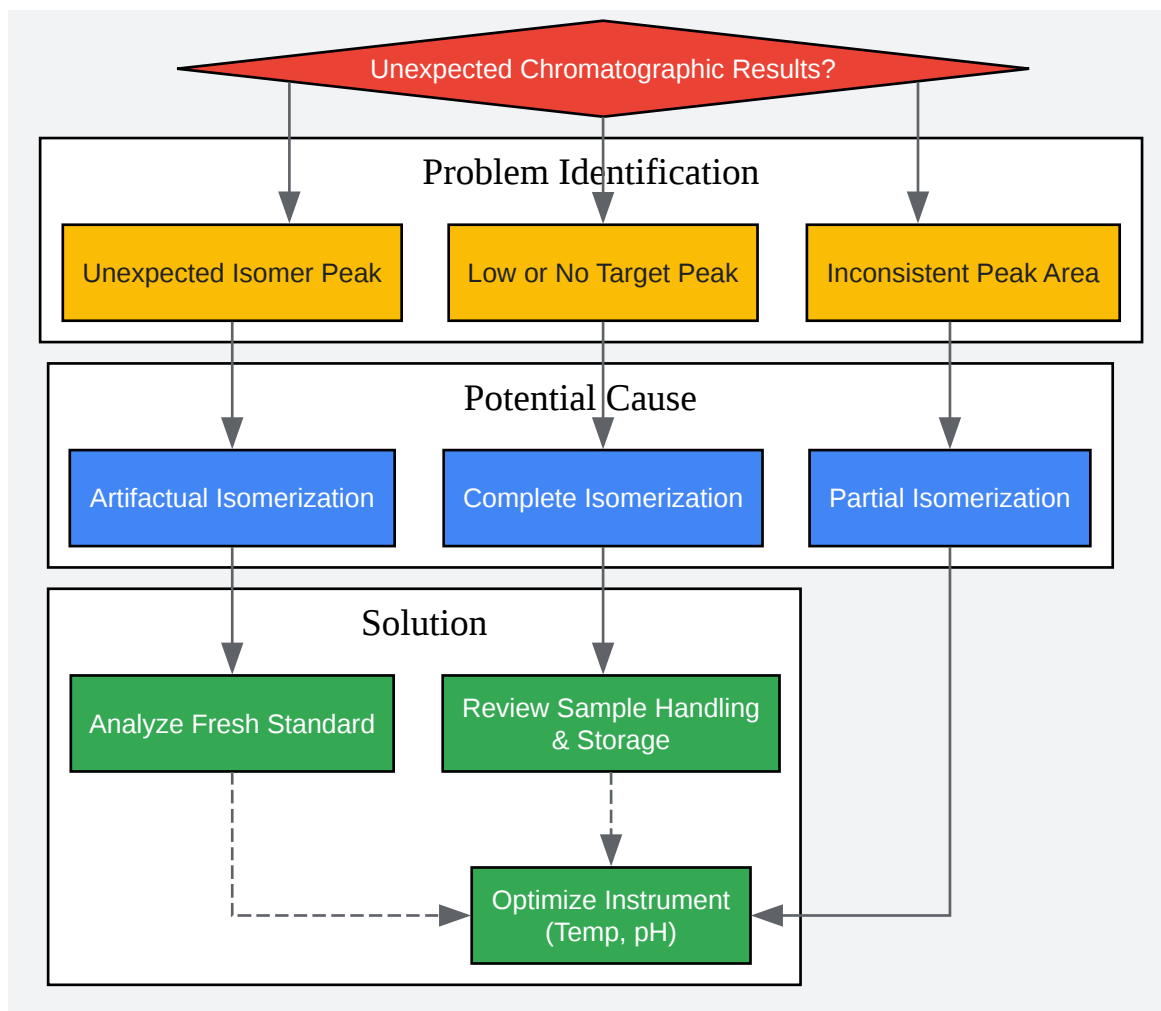 Unexpected Chromatographic Results?
Problem Identification
Unexpected Isomer Peak
Low or No Target Peak
Inconsistent Peak Area
Potential Cause
Artifactual Isomerization
Complete Isomerization
Partial Isomerization
Solution
Analyze Fresh Standard
Review Sample Handling
& Storage
Optimize Instrument
(Temp, pH)